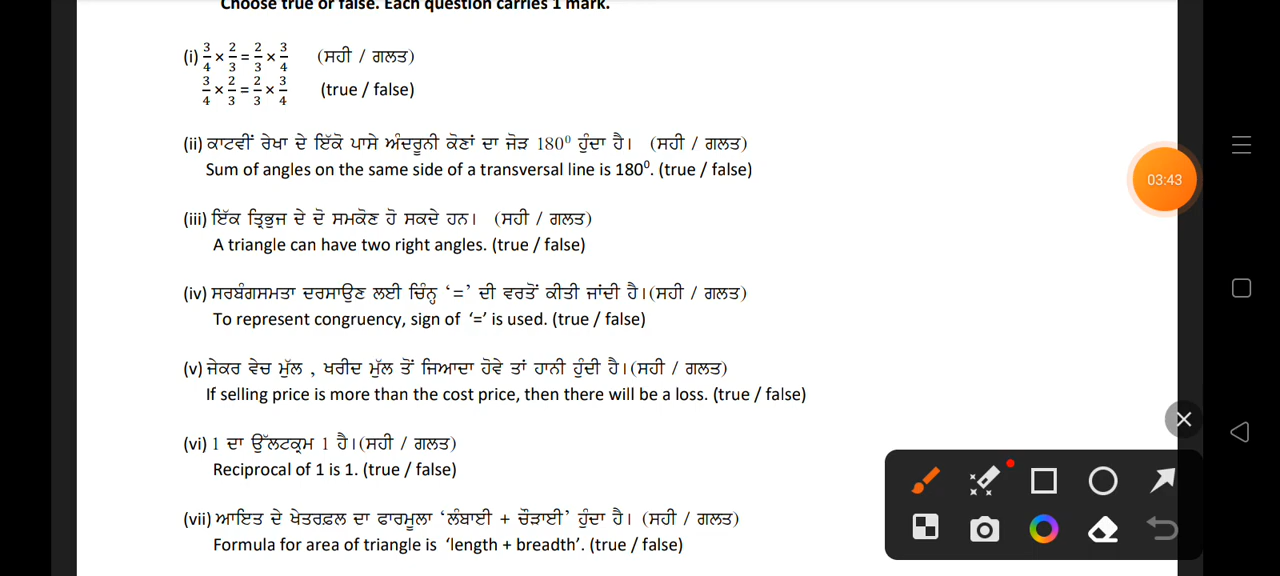 Choose true or false. Each question carries 1 mark.
(i) 3/4 × 2/3 = 2/3 × 3/4 (ਸਹੀ / ਗਲਤ)
3/4 × 2/3 = 2/3 × 3/4 (true / false)
(ii) ਕਾਟਵੀਂ ਰੇਖਾ ਦੇ ਇੱਕੋ ਪਾਸੇ ਅੰਦਰੂਨੀ ਕੋਣਾਂ ਦਾ ਜੋੜ 180⁰ ਹੁੰਦਾ ਹੈ। (ਸਹੀ / ਗਲਤ)
Sum of angles on the same side of a transversal line is 180⁰. (true / false)
(iii) ਇੱਕ ਤ੍ਰਿਭੁਜ ਦੇ ਦੋ ਸਮਕੋਣ ਹੋ ਸਕਦੇ ਹਨ। (ਸਹੀ / ਗਲਤ)
A triangle can have two right angles. (true / false)
(iv) ਸਰਬੰਗਸਮਤਾ ਦਰਸਾਉਣ ਲਈ ਚਿੰਨ੍ਹ ‘=’ ਦੀ ਵਰਤੋਂ ਕੀਤੀ ਜਾਂਦੀ ਹੈ।(ਸਹੀ / ਗਲਤ)
To represent congruency, sign of ‘=’ is used. (true / false)
(v) ਜੇਕਰ ਵੇਚ ਮੁੱਲ , ਖਰੀਦ ਮੁੱਲ ਤੋਂ ਜਿਆਦਾ ਹੋਵੇ ਤਾਂ ਹਾਨੀ ਹੁੰਦੀ ਹੈ।(ਸਹੀ / ਗਲਤ)
If selling price is more than the cost price, then there will be a loss. (true / false)
(vi) 1 ਦਾ ਉੱਲਟਕ੍ਰਮ 1 ਹੈ।(ਸਹੀ / ਗਲਤ)
Reciprocal of 1 is 1. (true / false)
(vii) ਆਇਤ ਦੇ ਖੇਤਰਫ਼ਲ ਦਾ ਫਾਰਮੂਲਾ ‘ਲੰਬਾਈ + ਚੌੜਾਈ’ ਹੁੰਦਾ ਹੈ। (ਸਹੀ / ਗਲਤ)
Formula for area of triangle is ‘length + breadth’. (true / false)
03:43